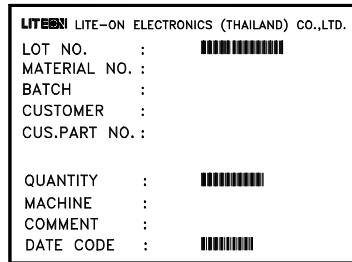 LITEON LITE-ON ELECTRONICS (THAILAND) CO.,LTD.
LOT NO. :
MATERIAL NO. :
BATCH :
CUSTOMER :
CUS.PART NO. :
QUANTITY :
MACHINE :
COMMENT :
DATE CODE :